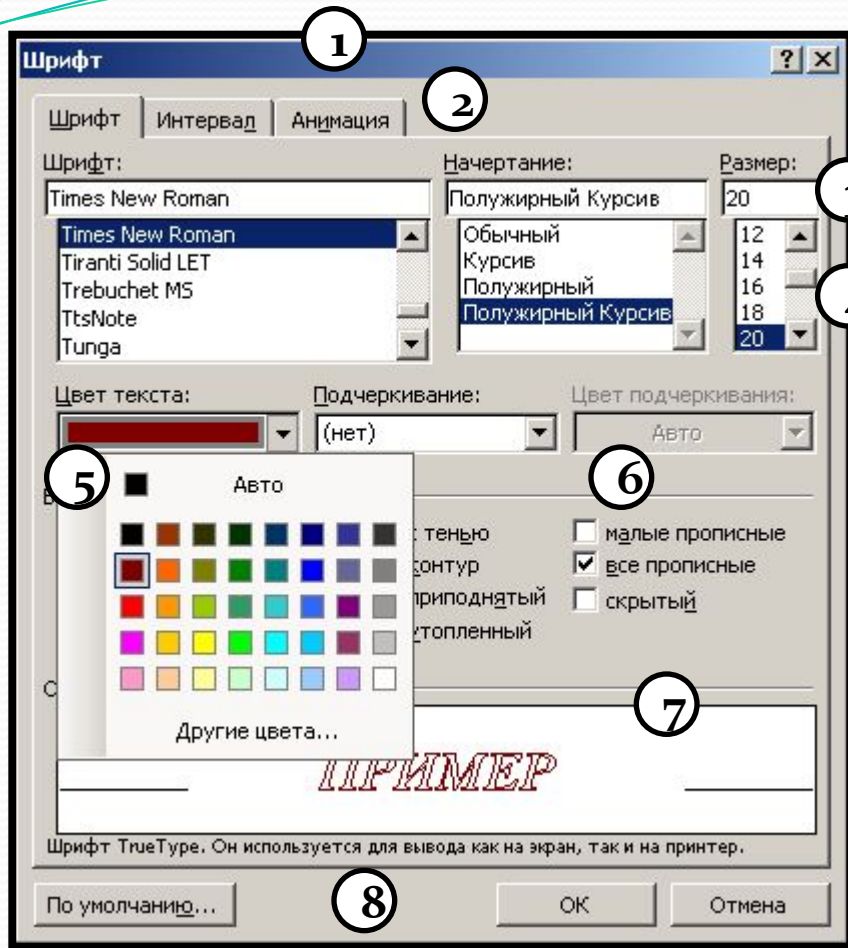 1
Шрифт
2
Шрифт Интервал Анимация
Шрифт: Начертание: Размер:
Times New Roman Полужирный Курсив 20
Times New Roman Обычный 12
Tiranti Solid LET Курсив 14
Trebuchet MS Полужирный 16
TtsNote Полужирный Курсив 18
Tunga 20
Цвет текста: Подчеркивание: Цвет подчеркивания:
(нет) Авто
5 Авто 6
тенью малые прописные
контур все прописные
приподнятый скрытый
утопленный
7
Другие цвета...
ПРИМЕР
Шрифт TrueType. Он используется для вывода как на экран, так и на принтер.
По умолчанию... 8 ОК Отмена